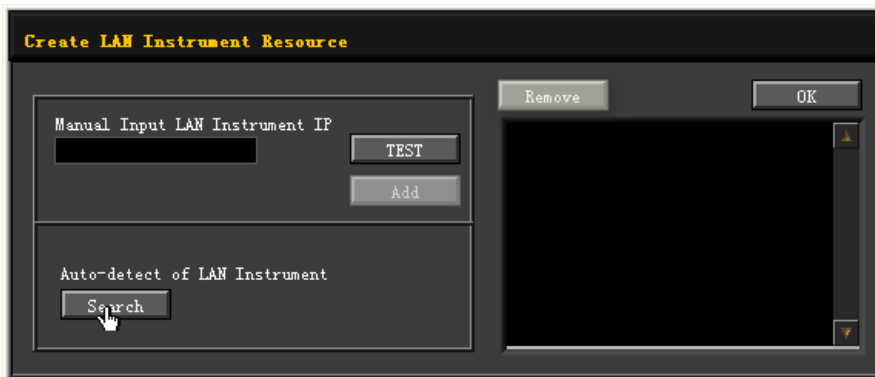 Create LAN Instrument Resource
Remove
OK
Manual Input LAN Instrument IP
TEST
Add
Auto-detect of LAN Instrument
Search